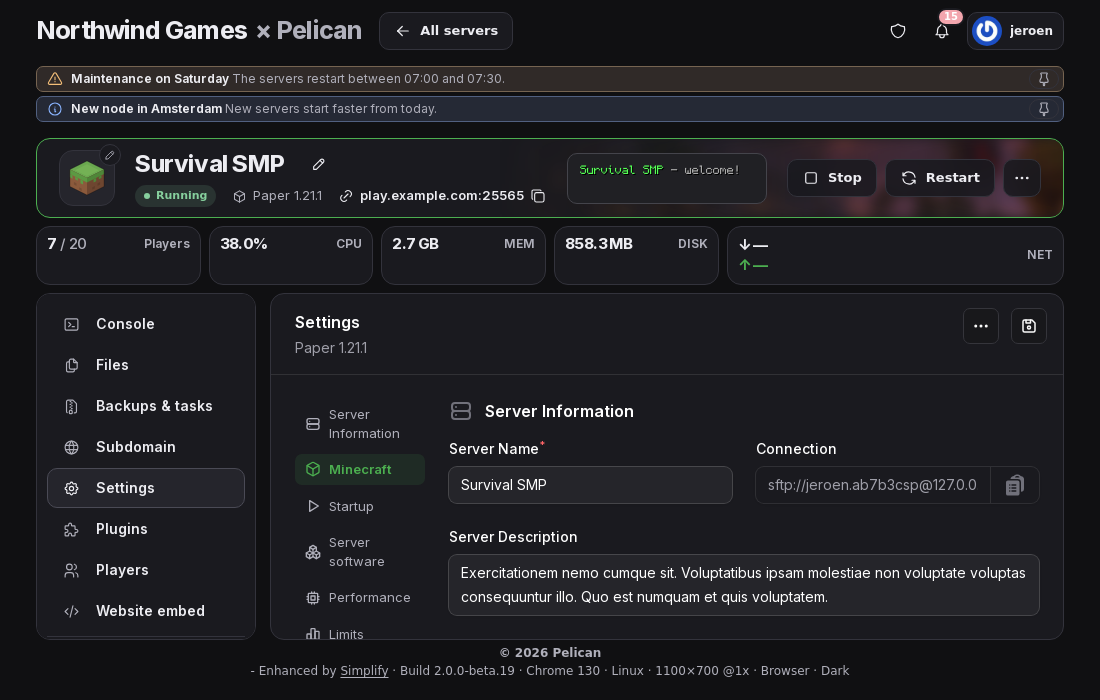 Northwind Games × Pelican
All servers
15
jeroen
Maintenance on Saturday The servers restart between 07:00 and 07:30.
New node in Amsterdam New servers start faster from today.
Survival SMP
Running
Paper 1.21.1
play.example.com:25565
Survival SMP — welcome!
Stop
Restart
7 / 20 Players
38.0% CPU
2.7 GB MEM
858.3 MB DISK
↓—
↑—
NET
Console
Files
Backups & tasks
Subdomain
Settings
Plugins
Players
Website embed
Settings
Paper 1.21.1
Server
Information
Minecraft
Startup
Server
software
Performance
Limits
Server Information
Server Name*
Survival SMP
Connection
sftp://jeroen.ab7b3csp@127.0.0
Server Description
Exercitationem nemo cumque sit. Voluptatibus ipsam molestiae non voluptate voluptas
consequuntur illo. Quo est numquam et quis voluptatem.
© 2026 Pelican
- Enhanced by Simplify · Build 2.0.0-beta.19 · Chrome 130 · Linux · 1100×700 @1x · Browser · Dark